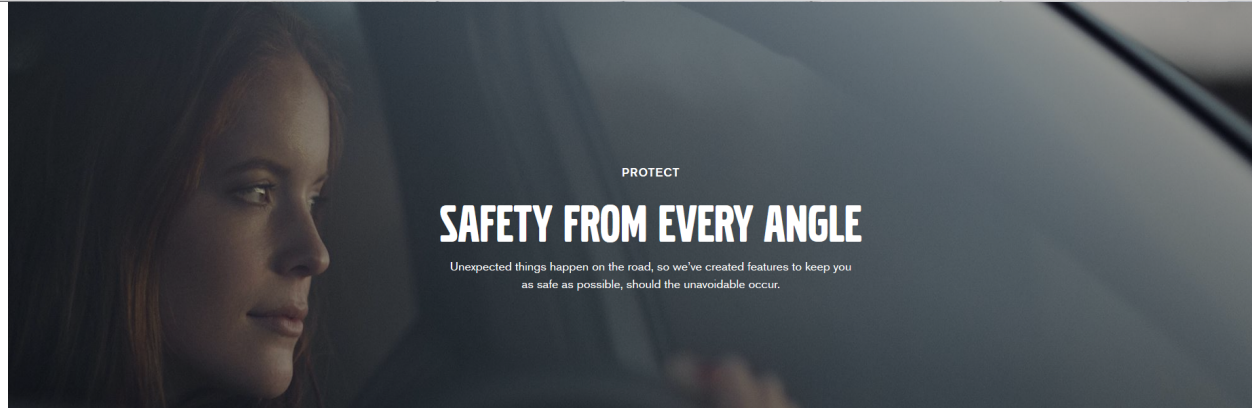 PROTECT
SAFETY FROM EVERY ANGLE
Unexpected things happen on the road, so we've created features to keep you
as safe as possible, should the unavoidable occur.